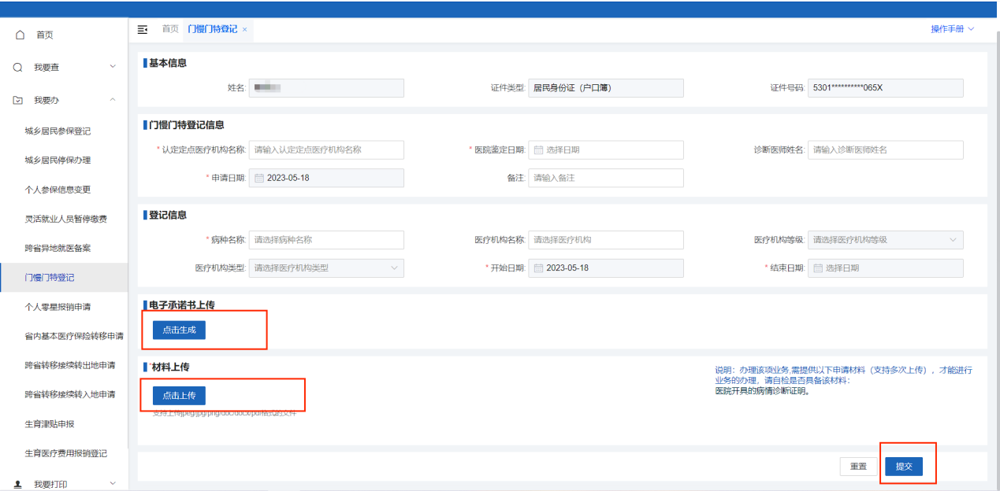 首页
我要查
我要办
城乡居民参保登记
城乡居民停保办理
个人参保信息变更
灵活就业人员暂停缴费
跨省异地就医备案
门慢门特登记
个人零星报销申请
省内基本医疗保险转移申请
跨省转移接续转出地申请
跨省转移接续转入地申请
生育津贴申报
生育医疗费用报销登记
我要打印
首页 门慢门特登记 ×
操作手册
基本信息
姓名:
证件类型: 居民身份证（户口簿）
证件号码: 5301**********065X
门慢门特登记信息
* 认定定点医疗机构名称: 请输入认定定点医疗机构名称
* 医院鉴定日期: 选择日期
诊断医师姓名: 请输入诊断医师姓名
* 申请日期: 2023-05-18
备注: 请输入备注
登记信息
* 病种名称: 请选择病种名称
医疗机构名称: 请选择医疗机构
医疗机构等级: 请选择医疗机构等级
医疗机构类型: 请选择医疗机构类型
* 开始日期: 2023-05-18
* 结束日期: 选择日期
电子承诺书上传
点击生成
*材料上传
点击上传
支持上传jpeg/jpg/png/doc/docx/pdf格式的文件
说明：办理该项业务,需提供以下申请材料（支持多次上传），才能进行
业务的办理，请自检是否具备该材料：
医院开具的病情诊断证明。
重置
提交